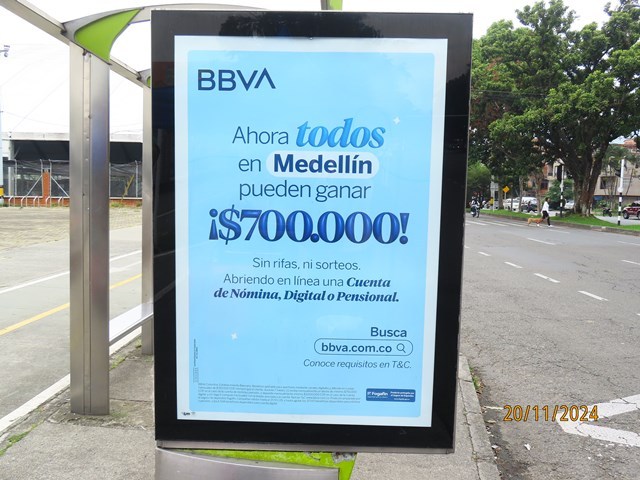 BBVA
Ahora todos
en Medellín
pueden ganar
¡$700.000!
Sin rifas, ni sorteos.
Abriendo en línea una Cuenta
de Nómina, Digital o Pensional.
Busca
bbva.com.co
Conoce requisitos en T&C.
Fogafín
20/11/2024